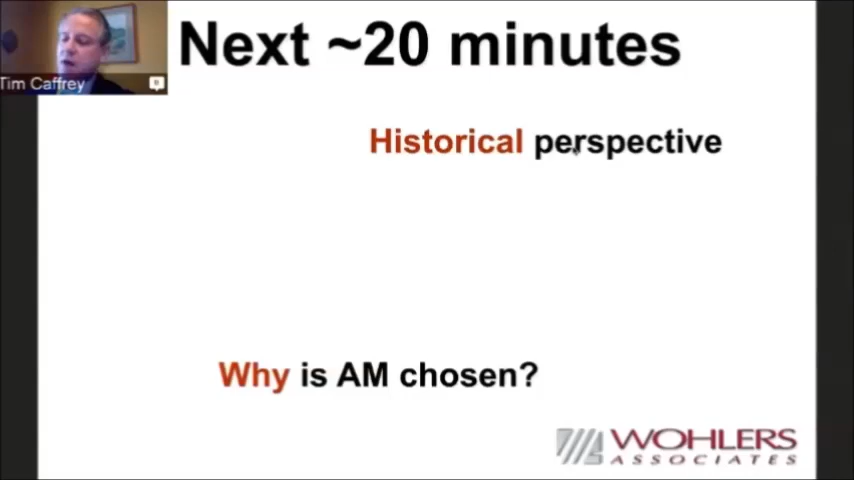 Next ~20 minutes
Tim Caffrey
Historical perspective
Why is AM chosen?
WOHLERS
ASSOCIATES